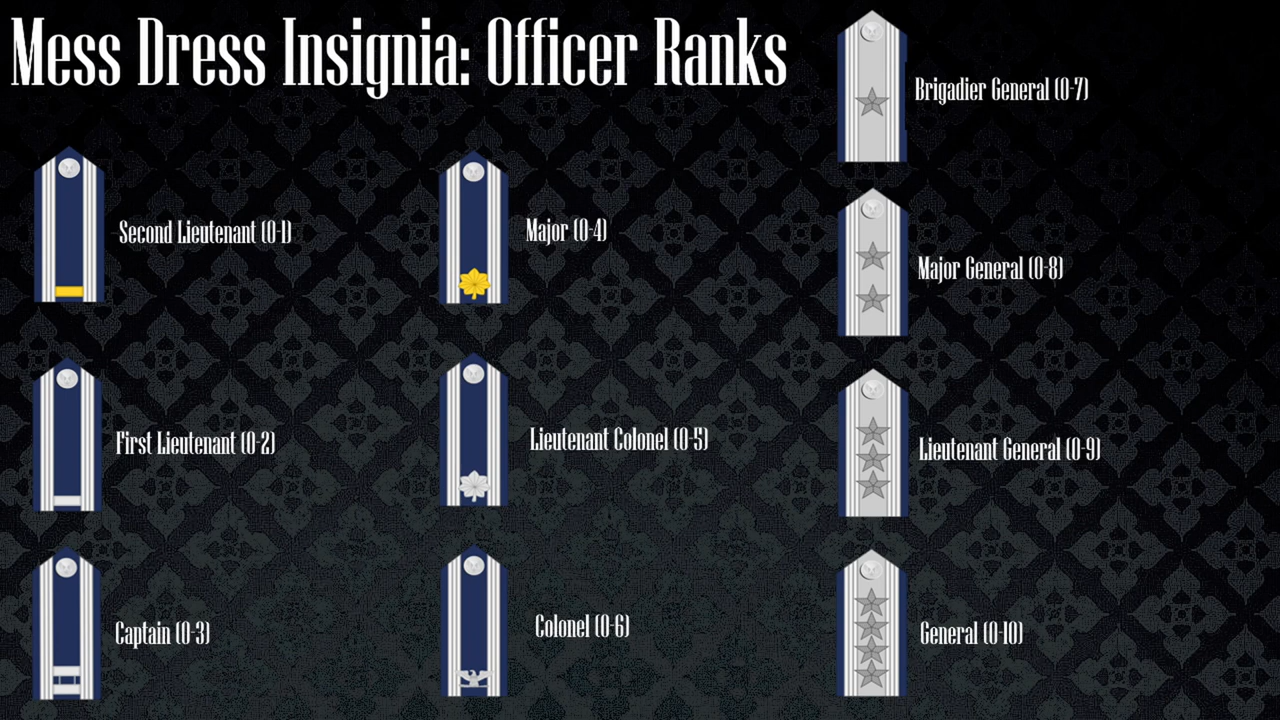 Mess Dress Insignia: Officer Ranks
Second Lieutenant (O-1)
First Lieutenant (O-2)
Captain (O-3)
Major (O-4)
Lieutenant Colonel (O-5)
Colonel (O-6)
Brigadier General (O-7)
Major General (O-8)
Lieutenant General (O-9)
General (O-10)